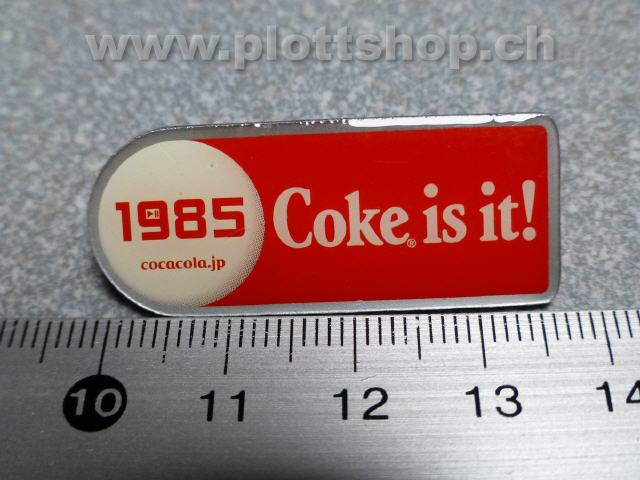 www.plottshop.ch
1985
cocacola.jp
Coke® is it!
10 11 12 13 14